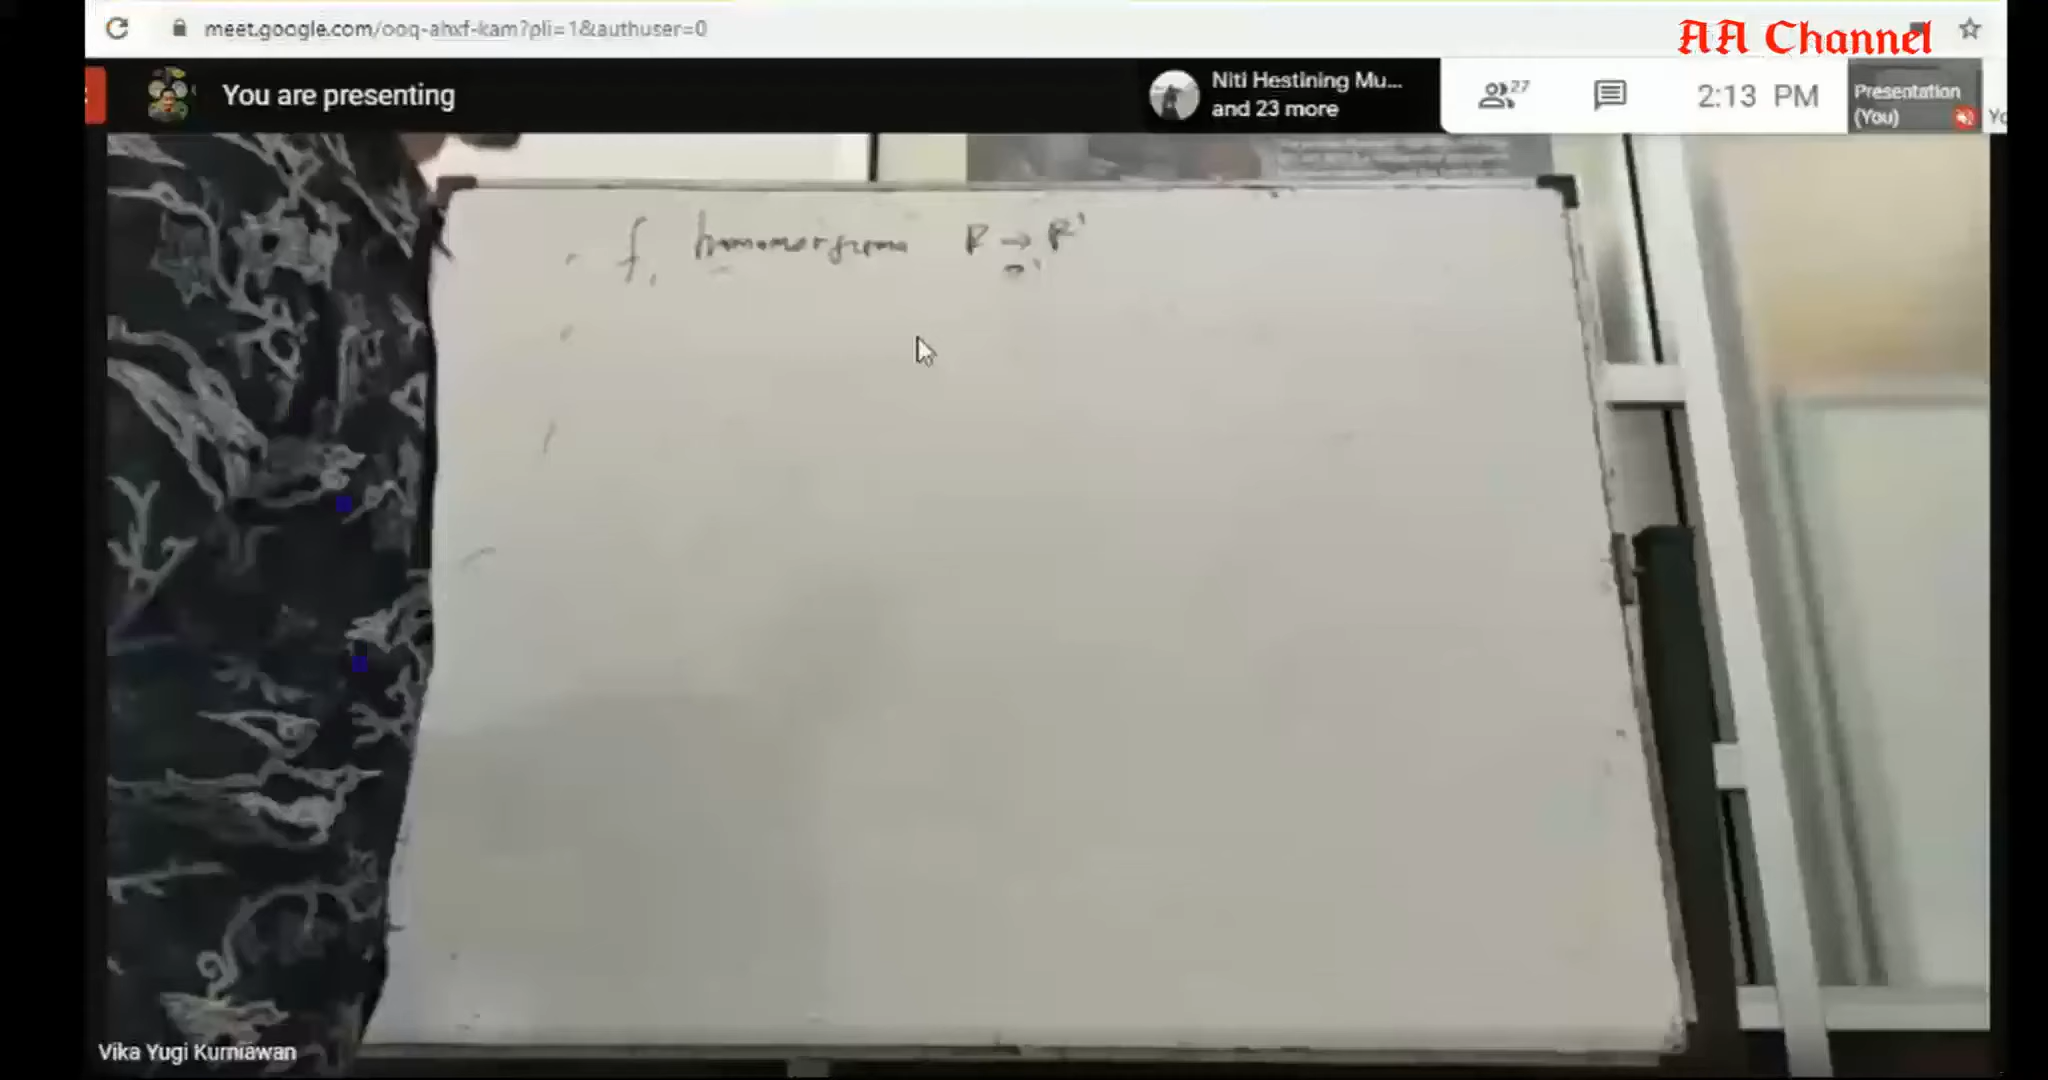 meet.google.com/ooq-ahxf-kam?pli=1&authuser=0
AA Channel
You are presenting
Niti Hestining Mu...
and 23 more
27
2:13 PM
Presentation
(You)
Yo
f, homomorfisma R → R'
Vika Yugi Kurniawan